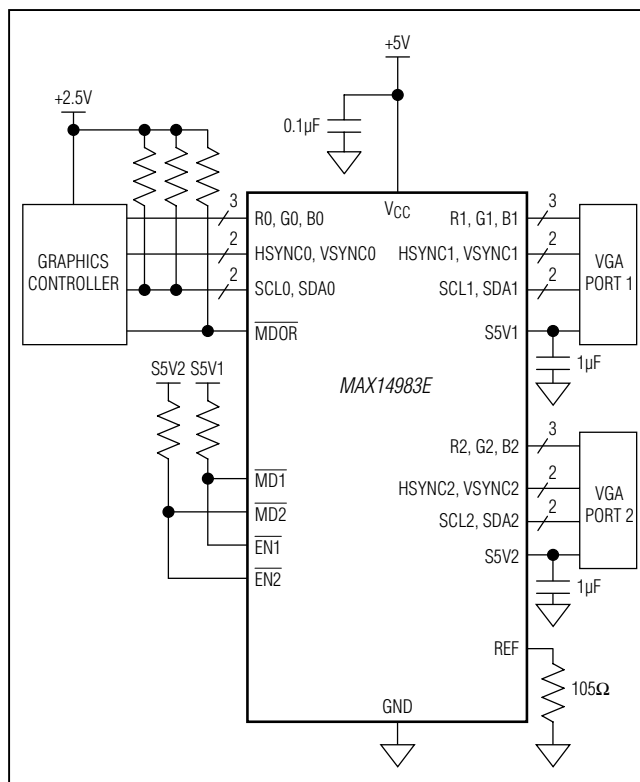 +5V
+2.5V
0.1µF
VCC
3
R0, G0, B0
R1, G1, B1
3
2
HSYNC0, VSYNC0
HSYNC1, VSYNC1
2
GRAPHICS
CONTROLLER
VGA
PORT 1
2
SCL0, SDA0
SCL1, SDA1
2
MDOR
S5V1
S5V2
S5V1
MAX14983E
1µF
R2, G2, B2
3
MD1
HSYNC2, VSYNC2
2
VGA
PORT 2
MD2
SCL2, SDA2
2
EN1
S5V2
EN2
1µF
REF
105Ω
GND